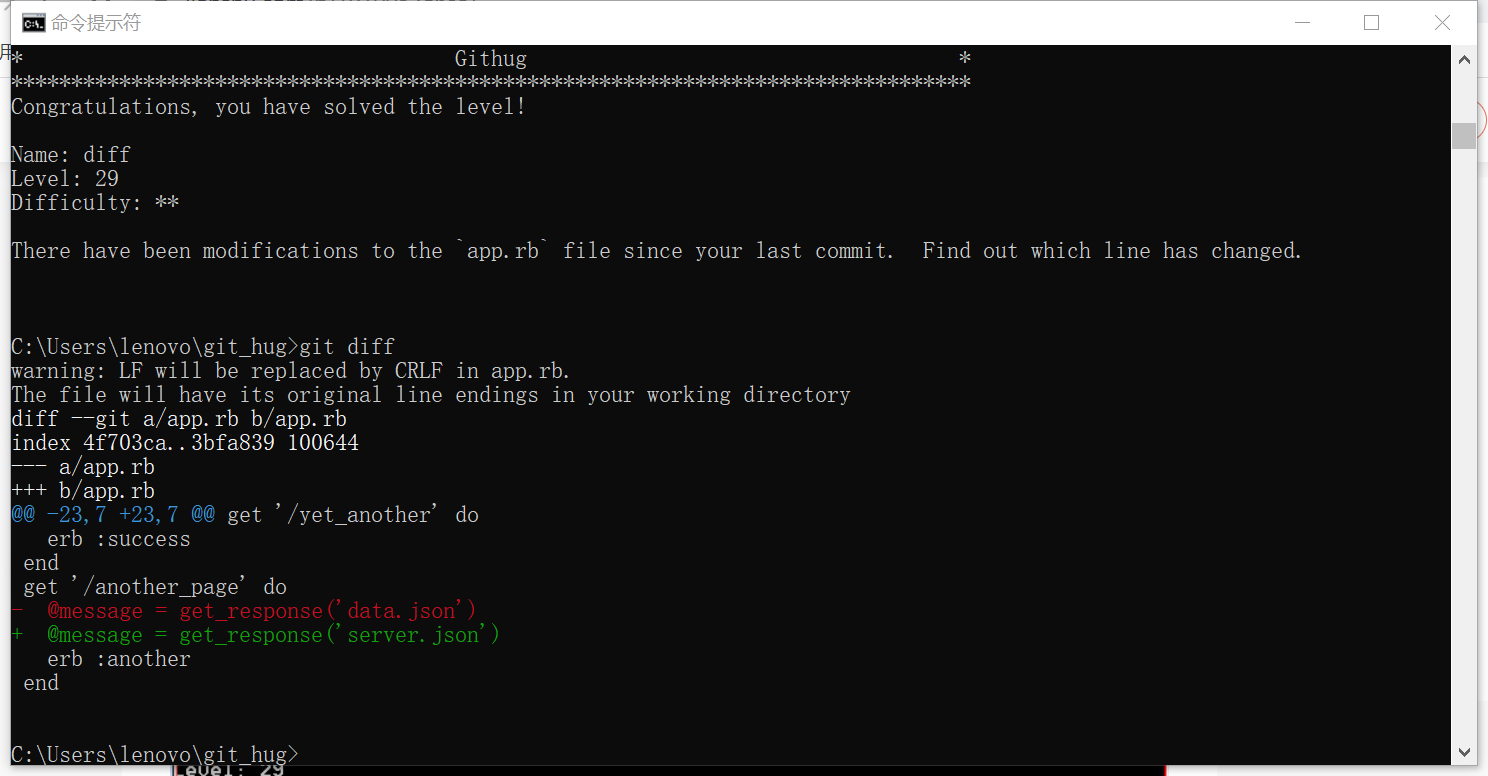 命令提示符
* Githug *
********************************************************************************
Congratulations, you have solved the level!
Name: diff
Level: 29
Difficulty: **
There have been modifications to the `app.rb` file since your last commit.  Find out which line has changed.
C:\Users\lenovo\git_hug>git diff
warning: LF will be replaced by CRLF in app.rb.
The file will have its original line endings in your working directory
diff --git a/app.rb b/app.rb
index 4f703ca..3bfa839 100644
--- a/app.rb
+++ b/app.rb
@@ -23,7 +23,7 @@ get '/yet_another' do
   erb :success
 end
 get '/another_page' do
-  @message = get_response('data.json')
+  @message = get_response('server.json')
   erb :another
 end
C:\Users\lenovo\git_hug>
Level: 29